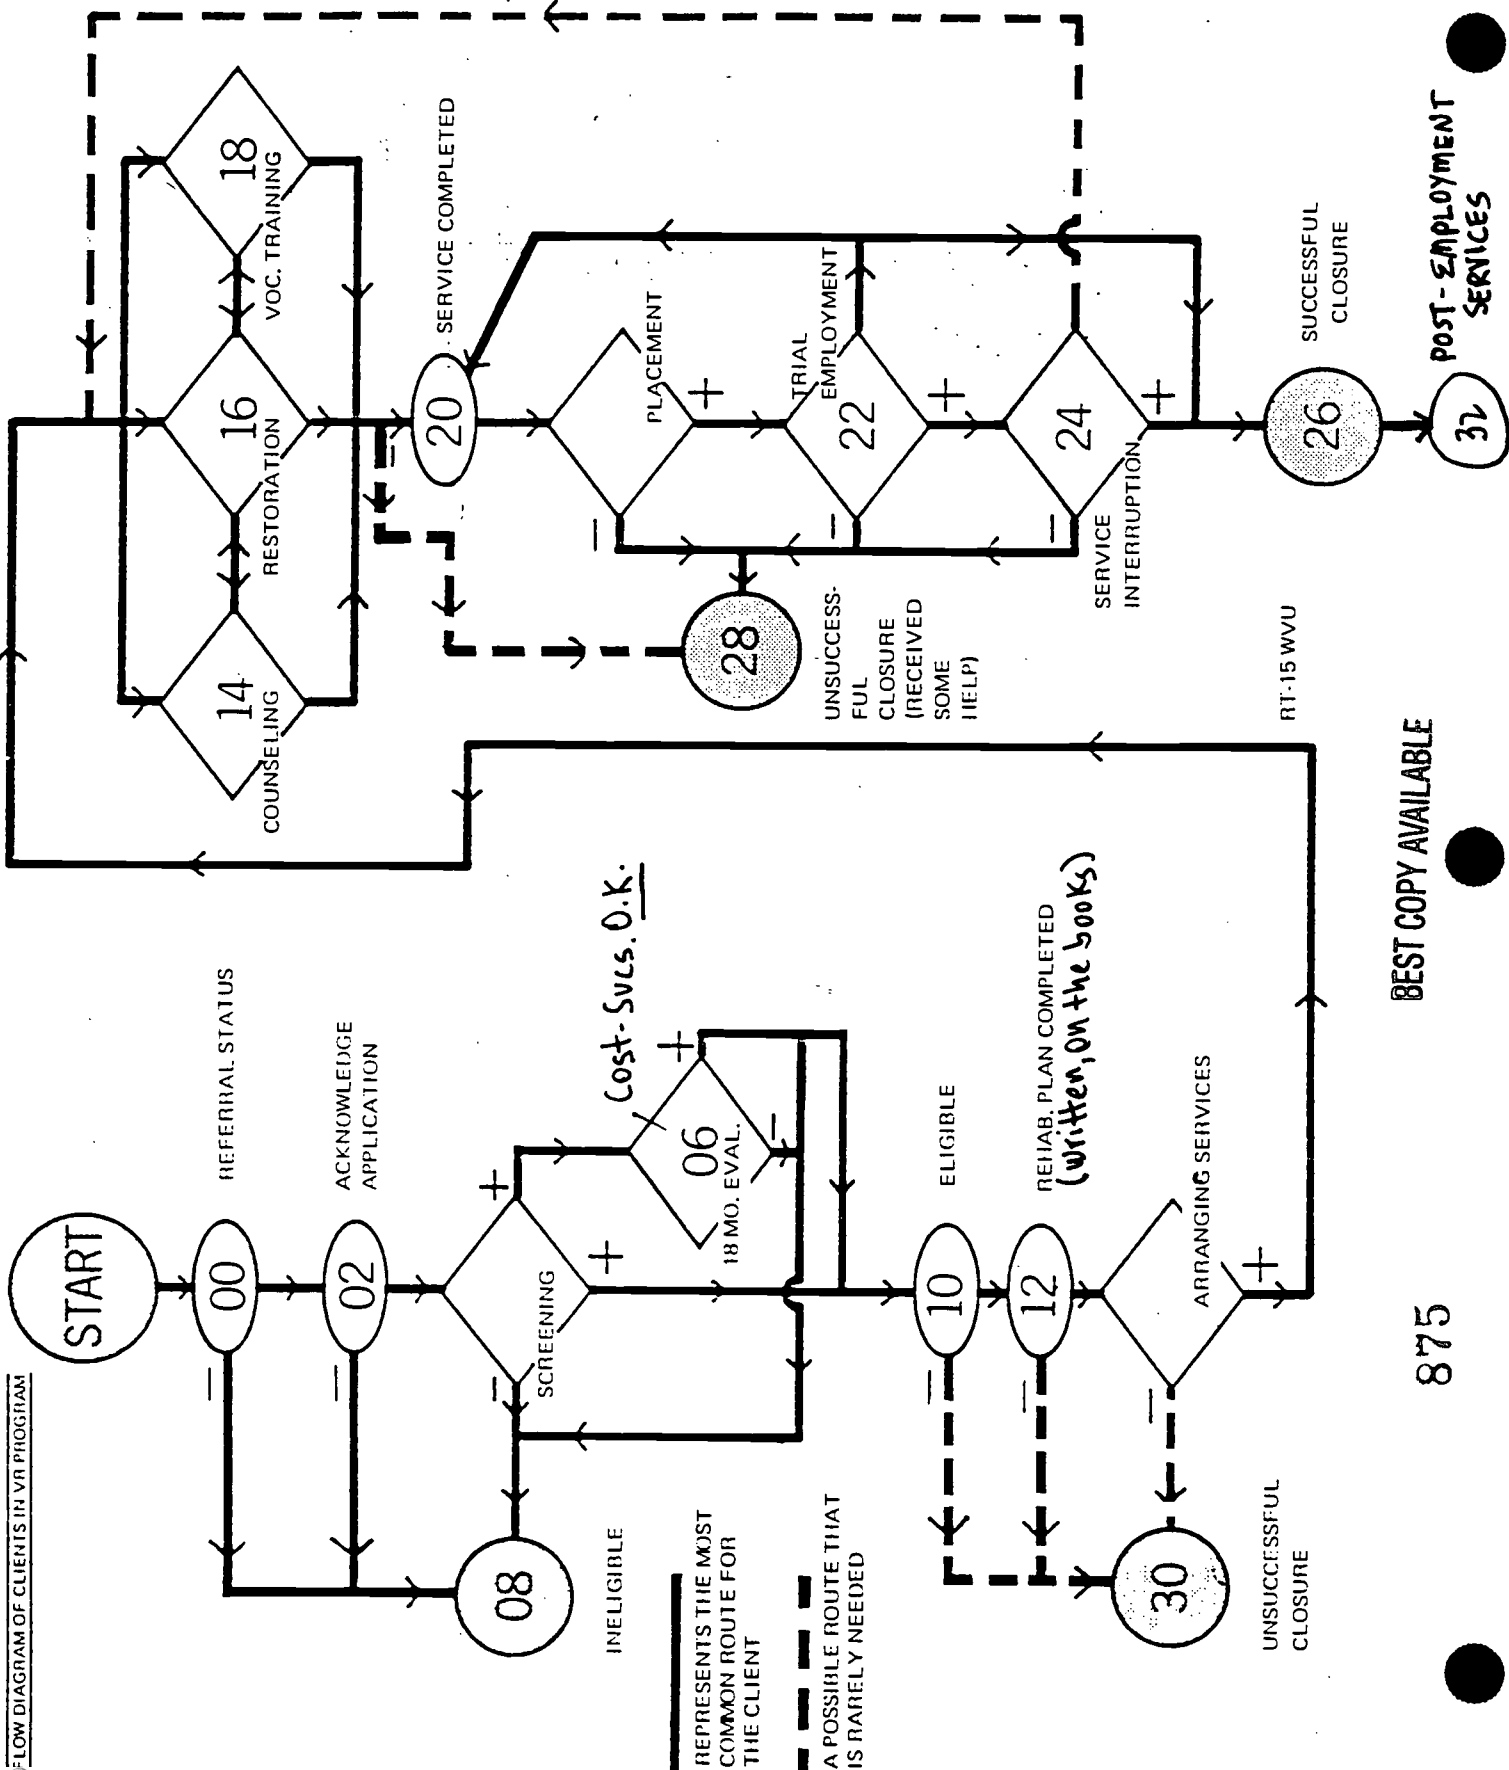 FLOW DIAGRAM OF CLIENTS IN VR PROGRAM
START
00
REFERRAL STATUS
02
ACKNOWLEDGE
APPLICATION
SCREENING
06
18 MO. EVAL.
Cost-Svcs. O.K.
08
INELIGIBLE
10
ELIGIBLE
12
REHAB. PLAN COMPLETED
(written, on the books)
ARRANGING SERVICES
30
UNSUCCESSFUL
CLOSURE
REPRESENTS THE MOST
COMMON ROUTE FOR
THE CLIENT
A POSSIBLE ROUTE THAT
IS RARELY NEEDED
14
COUNSELING
16
RESTORATION
18
VOC. TRAINING
20
SERVICE COMPLETED
PLACEMENT
22
TRIAL
EMPLOYMENT
24
SERVICE
INTERRUPTION
28
UNSUCCESS-
FUL
CLOSURE
(RECEIVED
SOME
HELP)
26
SUCCESSFUL
CLOSURE
32
POST-EMPLOYMENT
SERVICES
RT-15 WVU
BEST COPY AVAILABLE
875